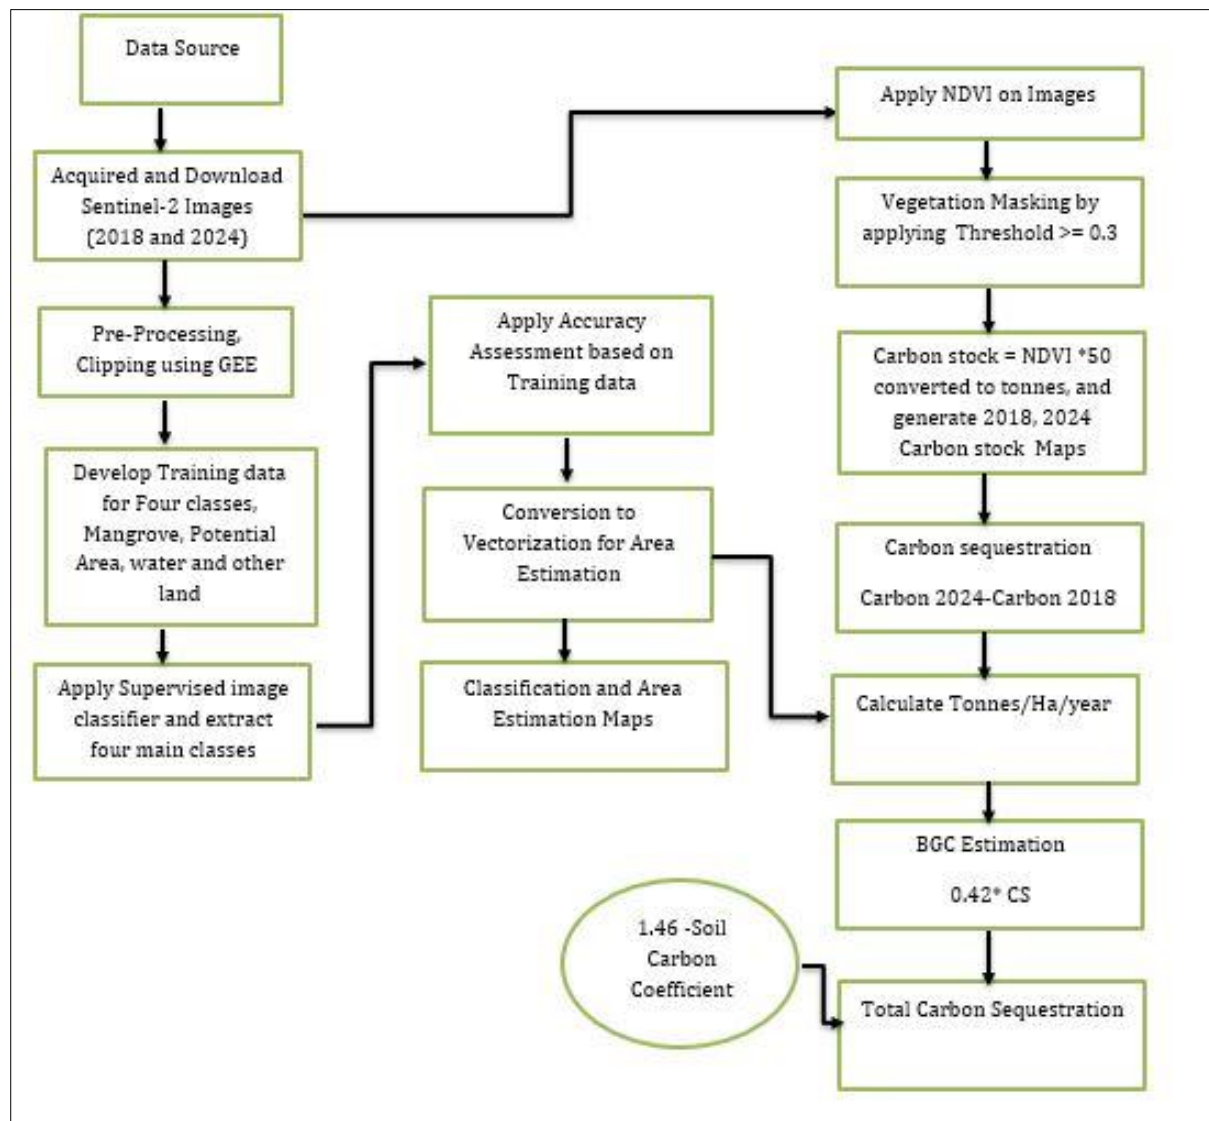 Data Source
Acquired and Download
Sentinel-2 Images
(2018 and 2024)
Pre-Processing,
Clipping using GEE
Develop Training data
for Four classes,
Mangrove, Potential
Area, water and other
land
Apply Supervised image
classifier and extract
four main classes
Apply Accuracy
Assessment based on
Training data
Conversion to
Vectorization for Area
Estimation
Classification and Area
Estimation Maps
Apply NDVI on Images
Vegetation Masking by
applying Threshold >= 0.3
Carbon stock = NDVI *50
converted to tonnes, and
generate 2018, 2024
Carbon stock Maps
Carbon sequestration
Carbon 2024-Carbon 2018
Calculate Tonnes/Ha/year
BGC Estimation
0.42* CS
1.46 -Soil
Carbon
Coefficient
Total Carbon Sequestration